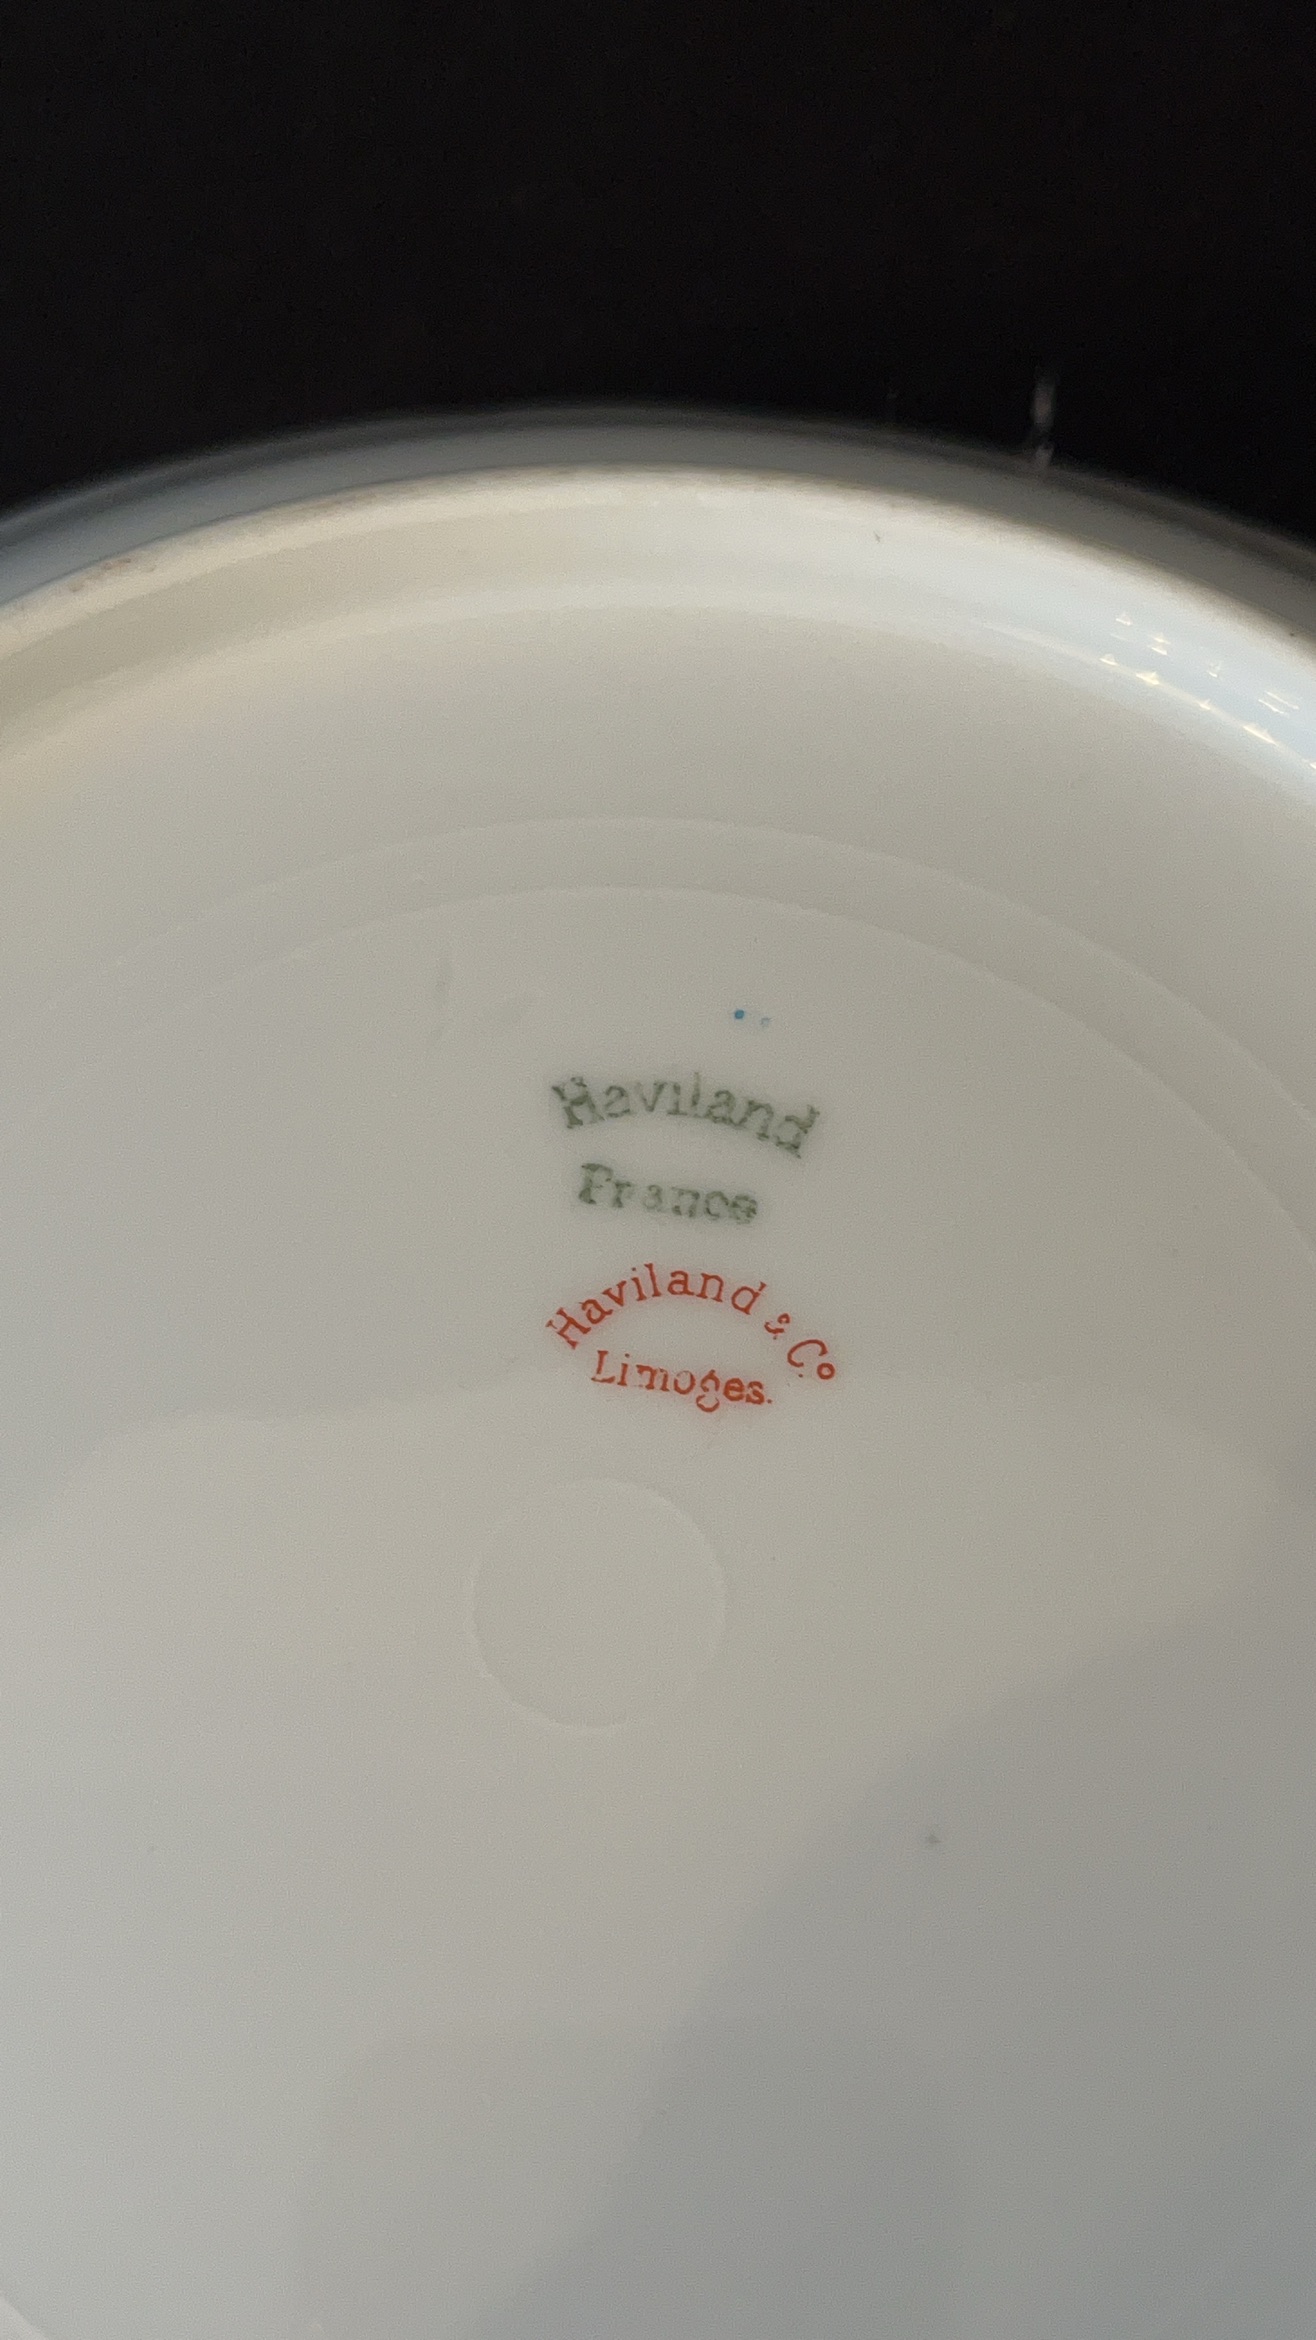 Haviland
France
Haviland & Co
Limoges.